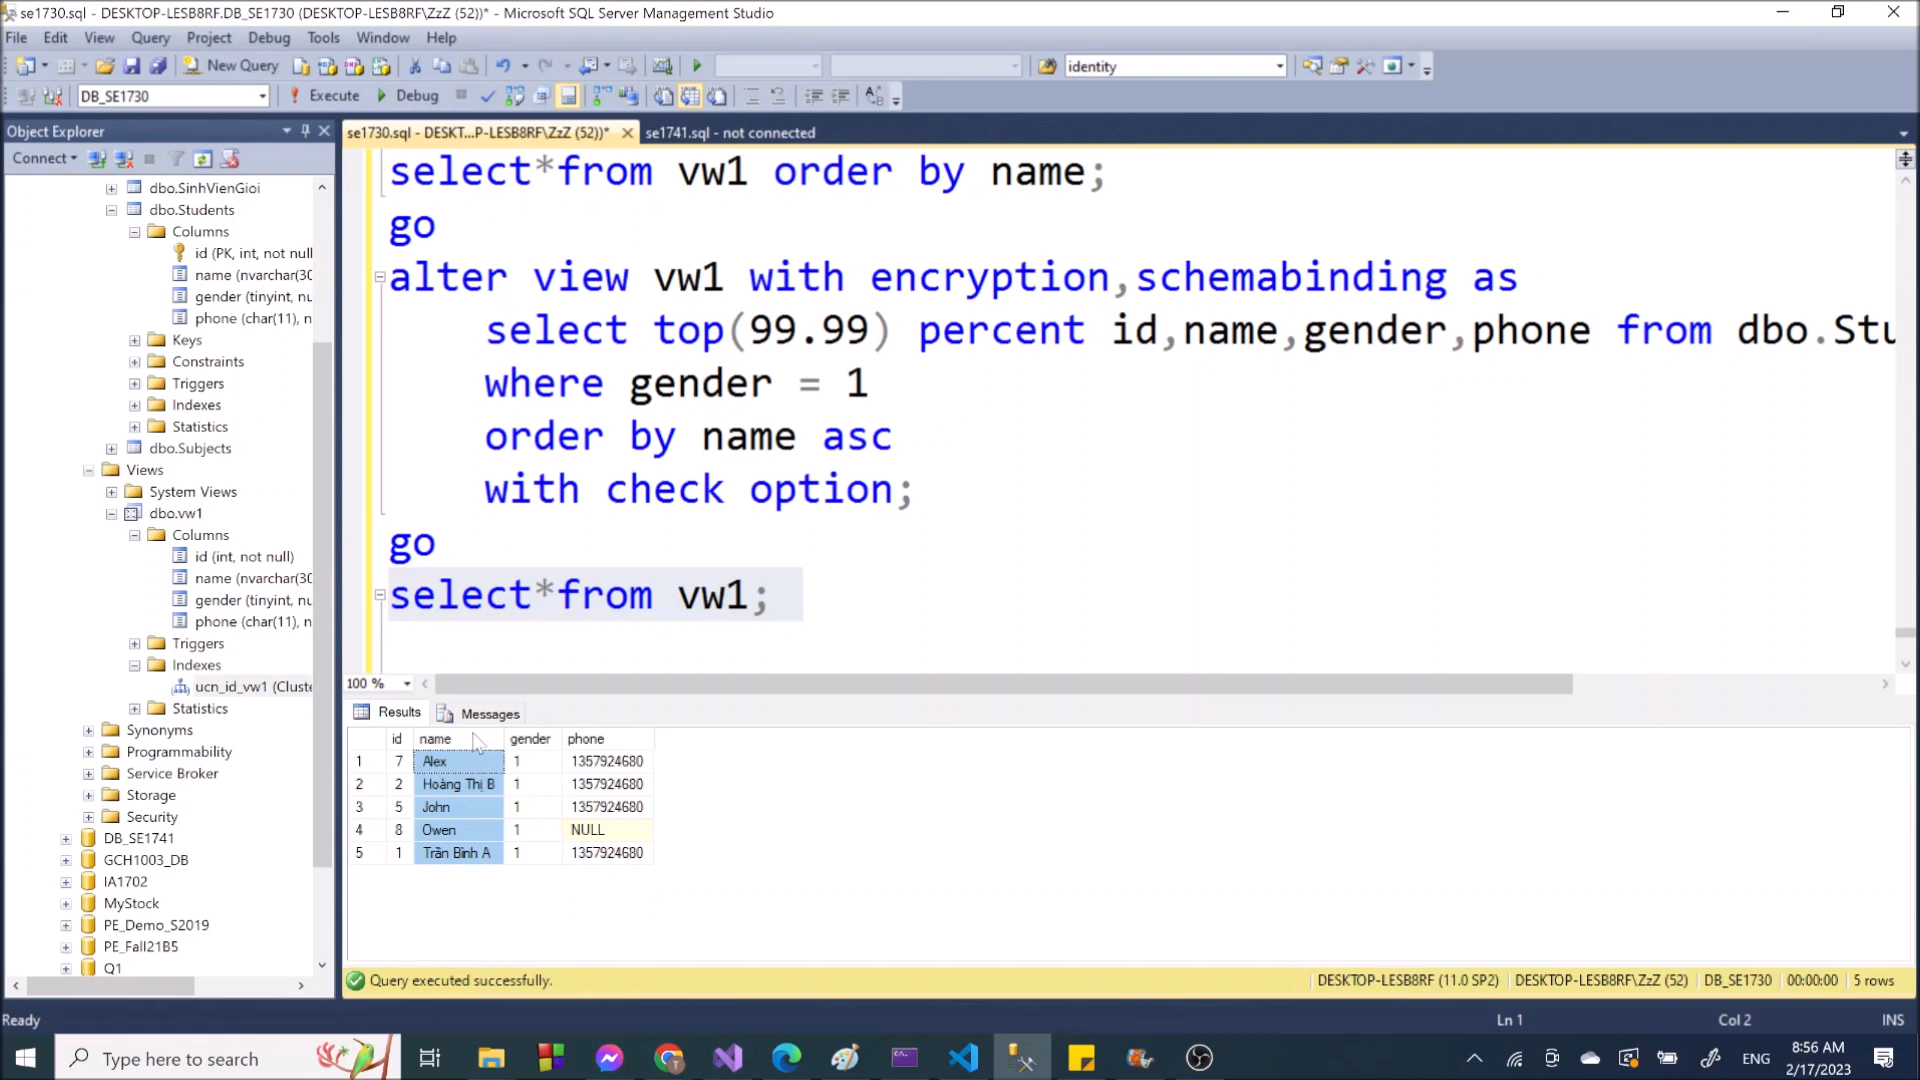 se1730.sql - DESKTOP-LESB8RF.DB_SE1730 (DESKTOP-LESB8RF\ZzZ (52))* - Microsoft SQL Server Management Studio
File Edit View Query Project Debug Tools Window Help
New Query identity
DB_SE1730 Execute Debug
Object Explorer
se1730.sql - DESKT...P-LESB8RF\ZzZ (52))* se1741.sql - not connected
Connect
dbo.SinhVienGioi
dbo.Students
Columns
id (PK, int, not null
name (nvarchar(30
gender (tinyint, nu
phone (char(11), n
Keys
Constraints
Triggers
Indexes
Statistics
dbo.Subjects
Views
System Views
dbo.vw1
Columns
id (int, not null)
name (nvarchar(30
gender (tinyint, nu
phone (char(11), n
Triggers
Indexes
ucn_id_vw1 (Cluste
Statistics
Synonyms
Programmability
Service Broker
Storage
Security
DB_SE1741
GCH1003_DB
IA1702
MyStock
PE_Demo_S2019
PE_Fall21B5
Q1
select*from vw1 order by name;
go
alter view vw1 with encryption,schemabinding as
select top(99.99) percent id,name,gender,phone from dbo.Stu
where gender = 1
order by name asc
with check option;
go
select*from vw1;
100 %
Results Messages
id name gender phone
1 7 Alex 1 1357924680
2 2 Hoàng Thị B 1 1357924680
3 5 John 1 1357924680
4 8 Owen 1 NULL
5 1 Trần Bình A 1 1357924680
Query executed successfully. DESKTOP-LESB8RF (11.0 SP2) DESKTOP-LESB8RF\ZzZ (52) DB_SE1730 00:00:00 5 rows
Ready Ln 1 Col 2 INS
Type here to search
ENG 8:56 AM
2/17/2023